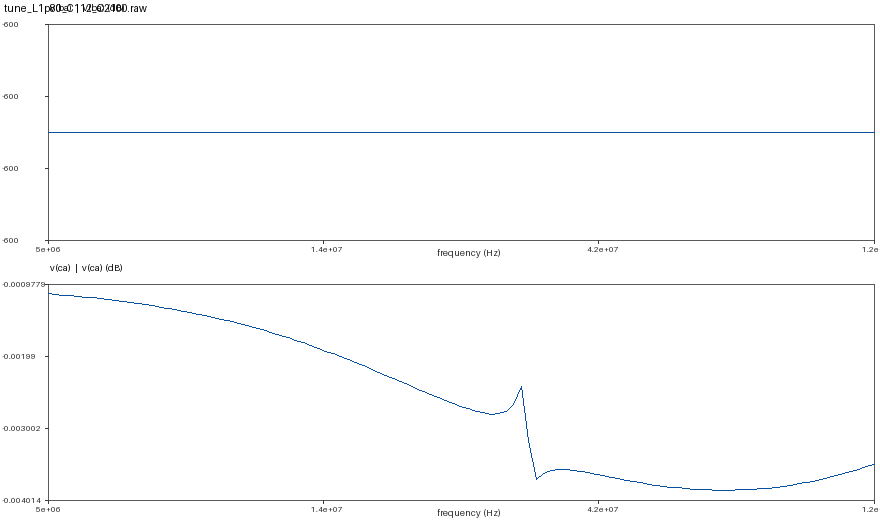 tune_L1p
-600
-600
-600
-600
5e+06 1.4e+07 4.2e+07 1.2e
frequency (Hz)
v(ca) | v(ca) (dB)
-0.0009779
-0.00199
-0.003002
-0.004014
5e+06 1.4e+07 4.2e+07 1.2e
frequency (Hz)